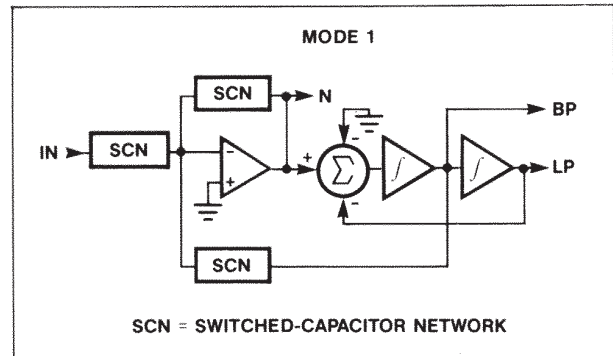 MODE 1
SCN
N
IN
SCN
-
+
+
-
Σ
-
∫
∫
BP
LP
SCN
SCN = SWITCHED-CAPACITOR NETWORK